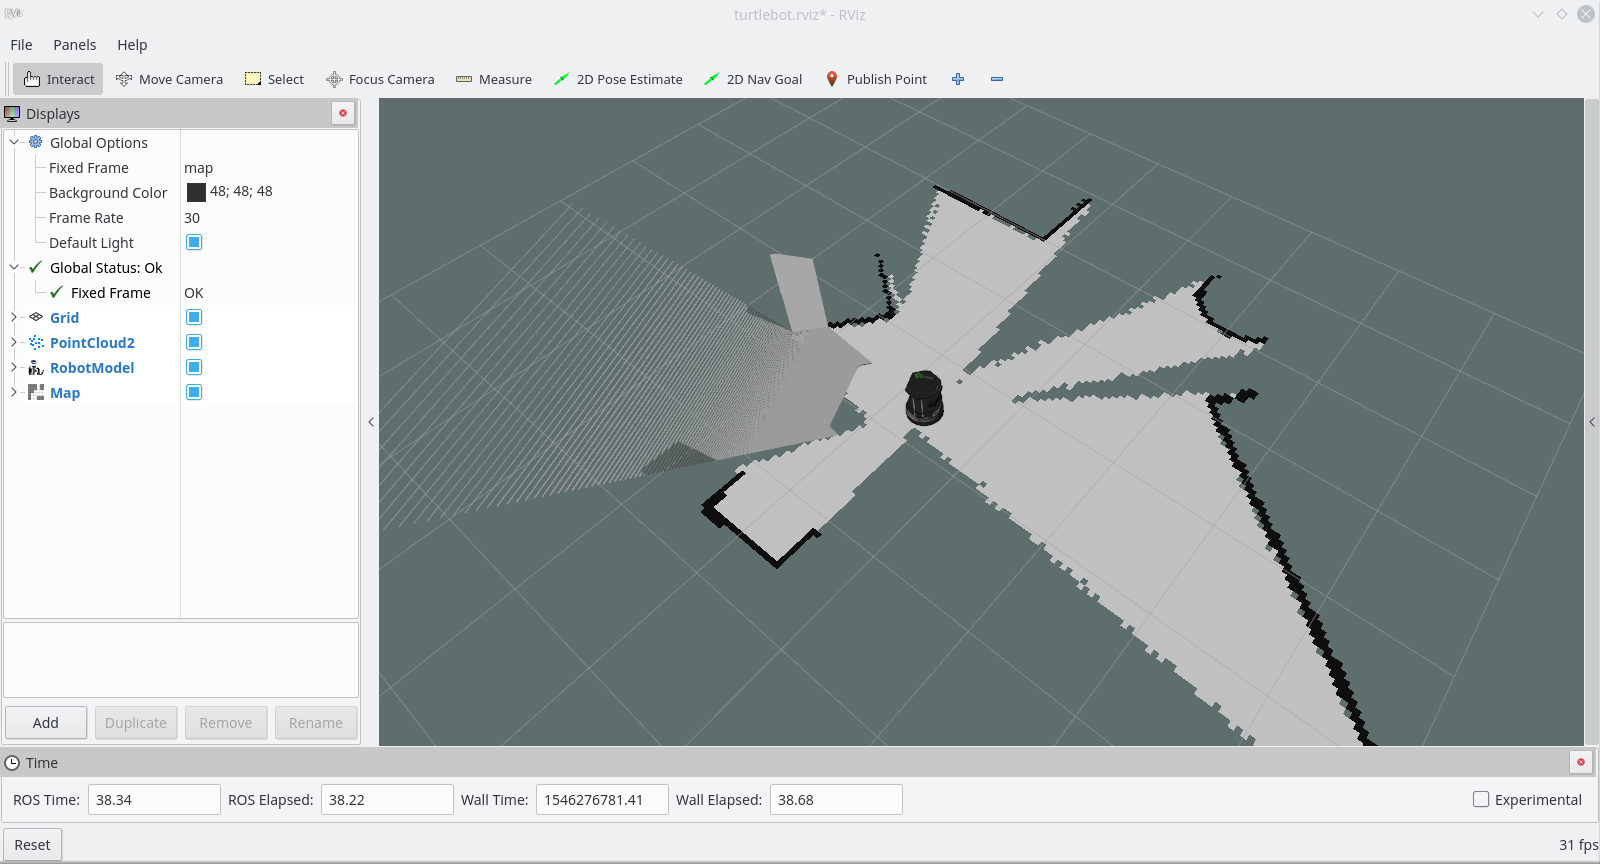 turtlebot.rviz* - RViz
File Panels Help
Interact Move Camera Select Focus Camera Measure 2D Pose Estimate 2D Nav Goal Publish Point
Displays
Global Options
Fixed Frame map
Background Color 48; 48; 48
Frame Rate 30
Default Light
Global Status: Ok
Fixed Frame OK
Grid
PointCloud2
RobotModel
Map
Add Duplicate Remove Rename
Time
ROS Time: 38.34 ROS Elapsed: 38.22 Wall Time: 1546276781.41 Wall Elapsed: 38.68 Experimental
Reset 31 fps